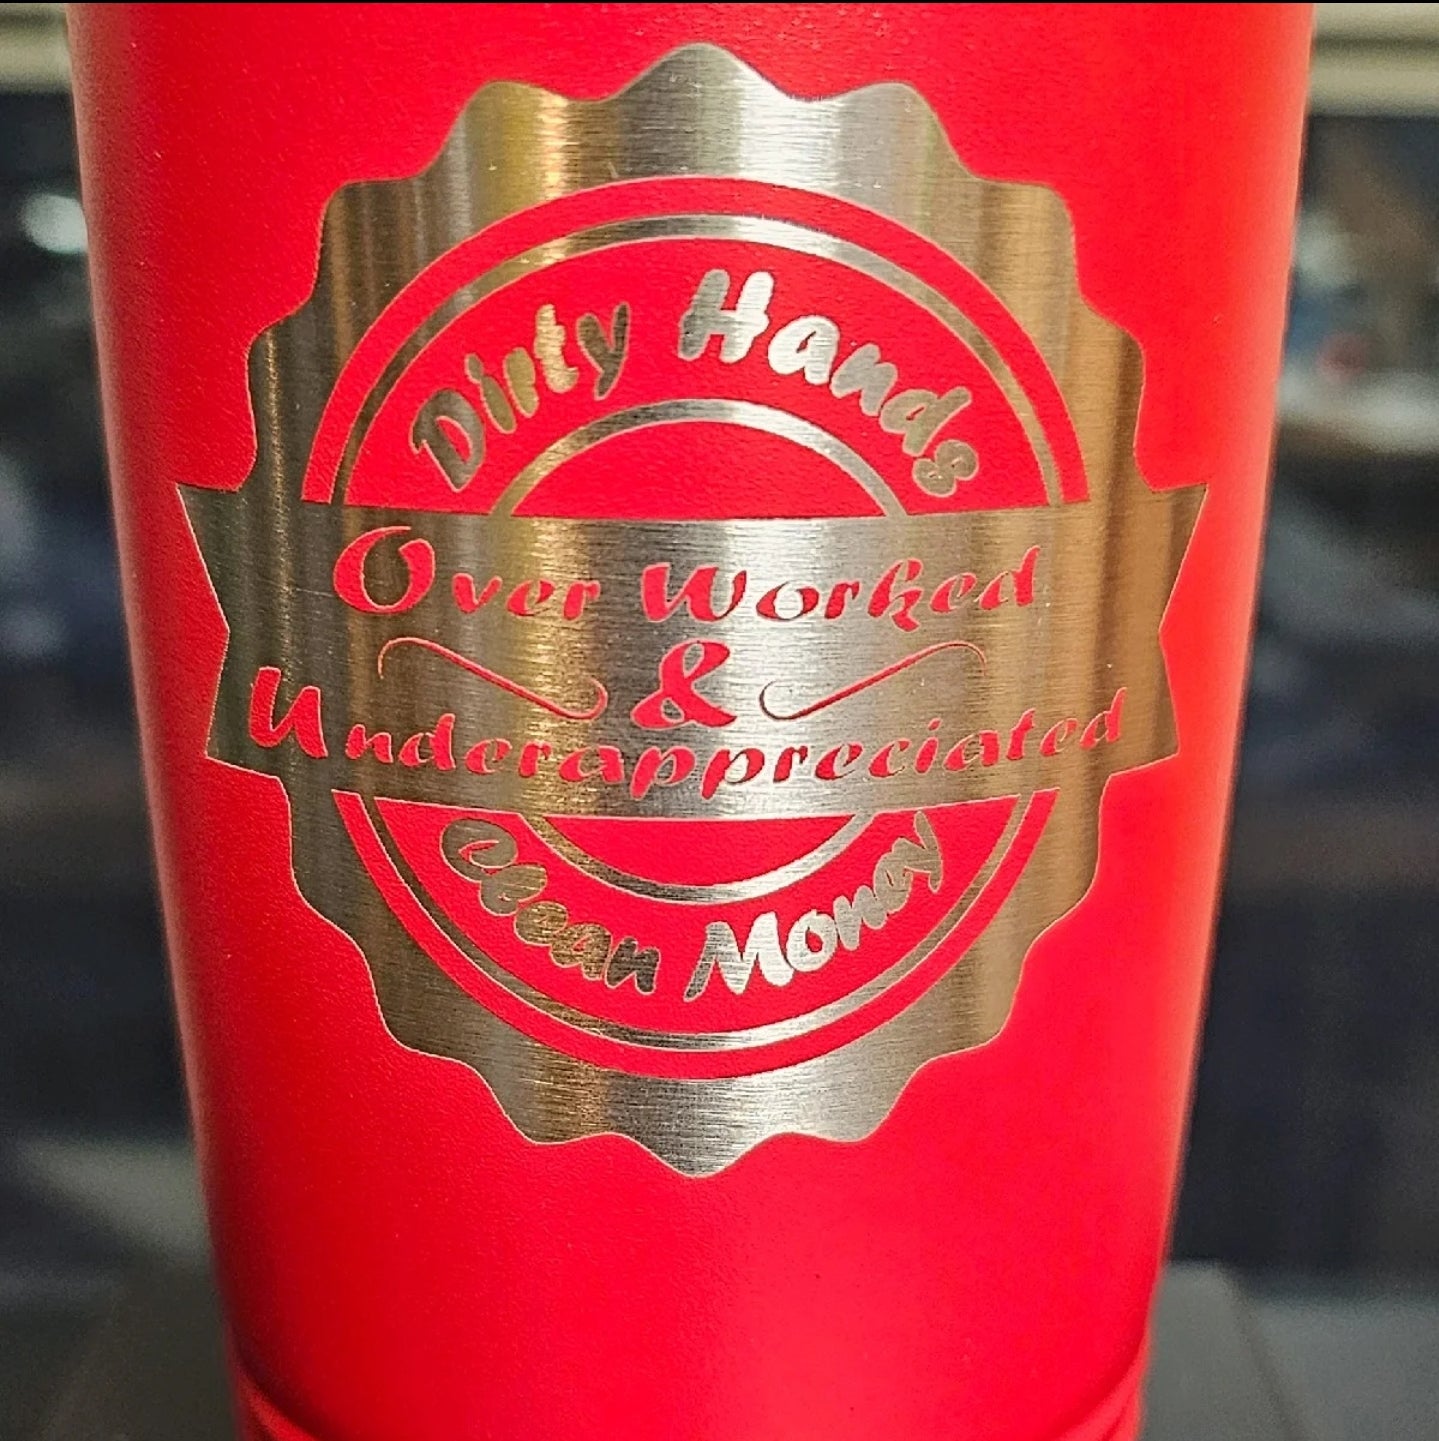 Dirty Hands
Over Worked
&
Underappreciated
Clean Money